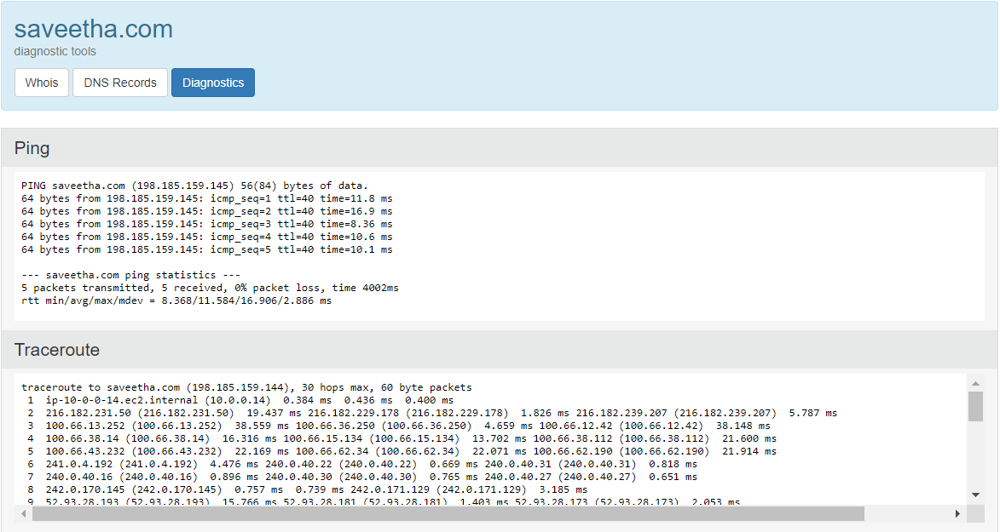 saveetha.com
diagnostic tools
Whois DNS Records Diagnostics
Ping
PING saveetha.com (198.185.159.145) 56(84) bytes of data.
64 bytes from 198.185.159.145: icmp_seq=1 ttl=40 time=11.8 ms
64 bytes from 198.185.159.145: icmp_seq=2 ttl=40 time=16.9 ms
64 bytes from 198.185.159.145: icmp_seq=3 ttl=40 time=8.36 ms
64 bytes from 198.185.159.145: icmp_seq=4 ttl=40 time=10.6 ms
64 bytes from 198.185.159.145: icmp_seq=5 ttl=40 time=10.1 ms
--- saveetha.com ping statistics ---
5 packets transmitted, 5 received, 0% packet loss, time 4002ms
rtt min/avg/max/mdev = 8.368/11.584/16.906/2.886 ms
Traceroute
traceroute to saveetha.com (198.185.159.144), 30 hops max, 60 byte packets
1 ip-10-0-0-14.ec2.internal (10.0.0.14) 0.384 ms 0.436 ms 0.400 ms
2 216.182.231.50 (216.182.231.50) 19.437 ms 216.182.229.178 (216.182.229.178) 1.826 ms 216.182.239.207 (216.182.239.207) 5.787 ms
3 100.66.13.252 (100.66.13.252) 38.559 ms 100.66.36.250 (100.66.36.250) 4.659 ms 100.66.12.42 (100.66.12.42) 38.148 ms
4 100.66.38.14 (100.66.38.14) 16.316 ms 100.66.15.134 (100.66.15.134) 13.702 ms 100.66.38.112 (100.66.38.112) 21.600 ms
5 100.66.43.232 (100.66.43.232) 22.169 ms 100.66.62.34 (100.66.62.34) 22.071 ms 100.66.62.190 (100.66.62.190) 21.914 ms
6 241.0.4.192 (241.0.4.192) 4.476 ms 240.0.40.22 (240.0.40.22) 0.669 ms 240.0.40.31 (240.0.40.31) 0.818 ms
7 240.0.40.16 (240.0.40.16) 0.896 ms 240.0.40.30 (240.0.40.30) 0.765 ms 240.0.40.27 (240.0.40.27) 0.651 ms
8 242.0.170.145 (242.0.170.145) 0.757 ms 0.739 ms 242.0.171.129 (242.0.171.129) 3.185 ms
9 52.93.28.193 (52.93.28.193) 15.766 ms 52.93.28.181 (52.93.28.181) 1.403 ms 52.93.28.173 (52.93.28.173) 2.053 ms